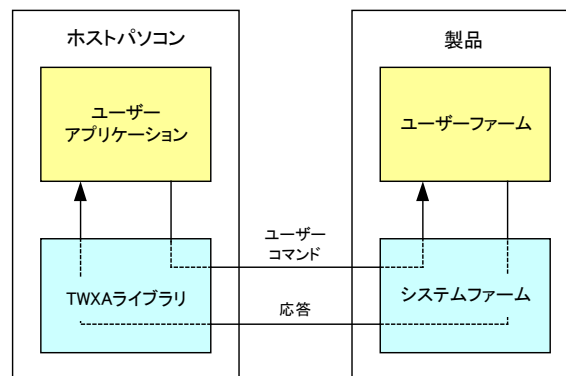 ホストパソコン
製品
ユーザー
アプリケーション
ユーザーファーム
ユーザー
コマンド
TWXAライブラリ
システムファーム
応答